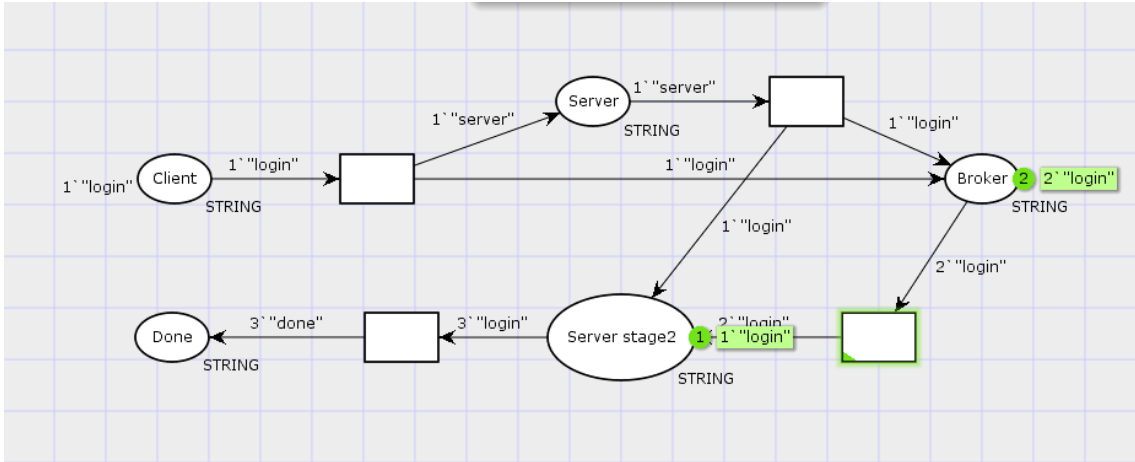 1`"server"
Server
1`"server"
STRING
1`"login"
1`"login"
Client
1`"login"
STRING
1`"login"
Broker
2
2`"login"
STRING
1`"login"
2`"login"
Done
3`"done"
STRING
3`"login"
Server stage2
2`"login"
1
1`"login"
STRING